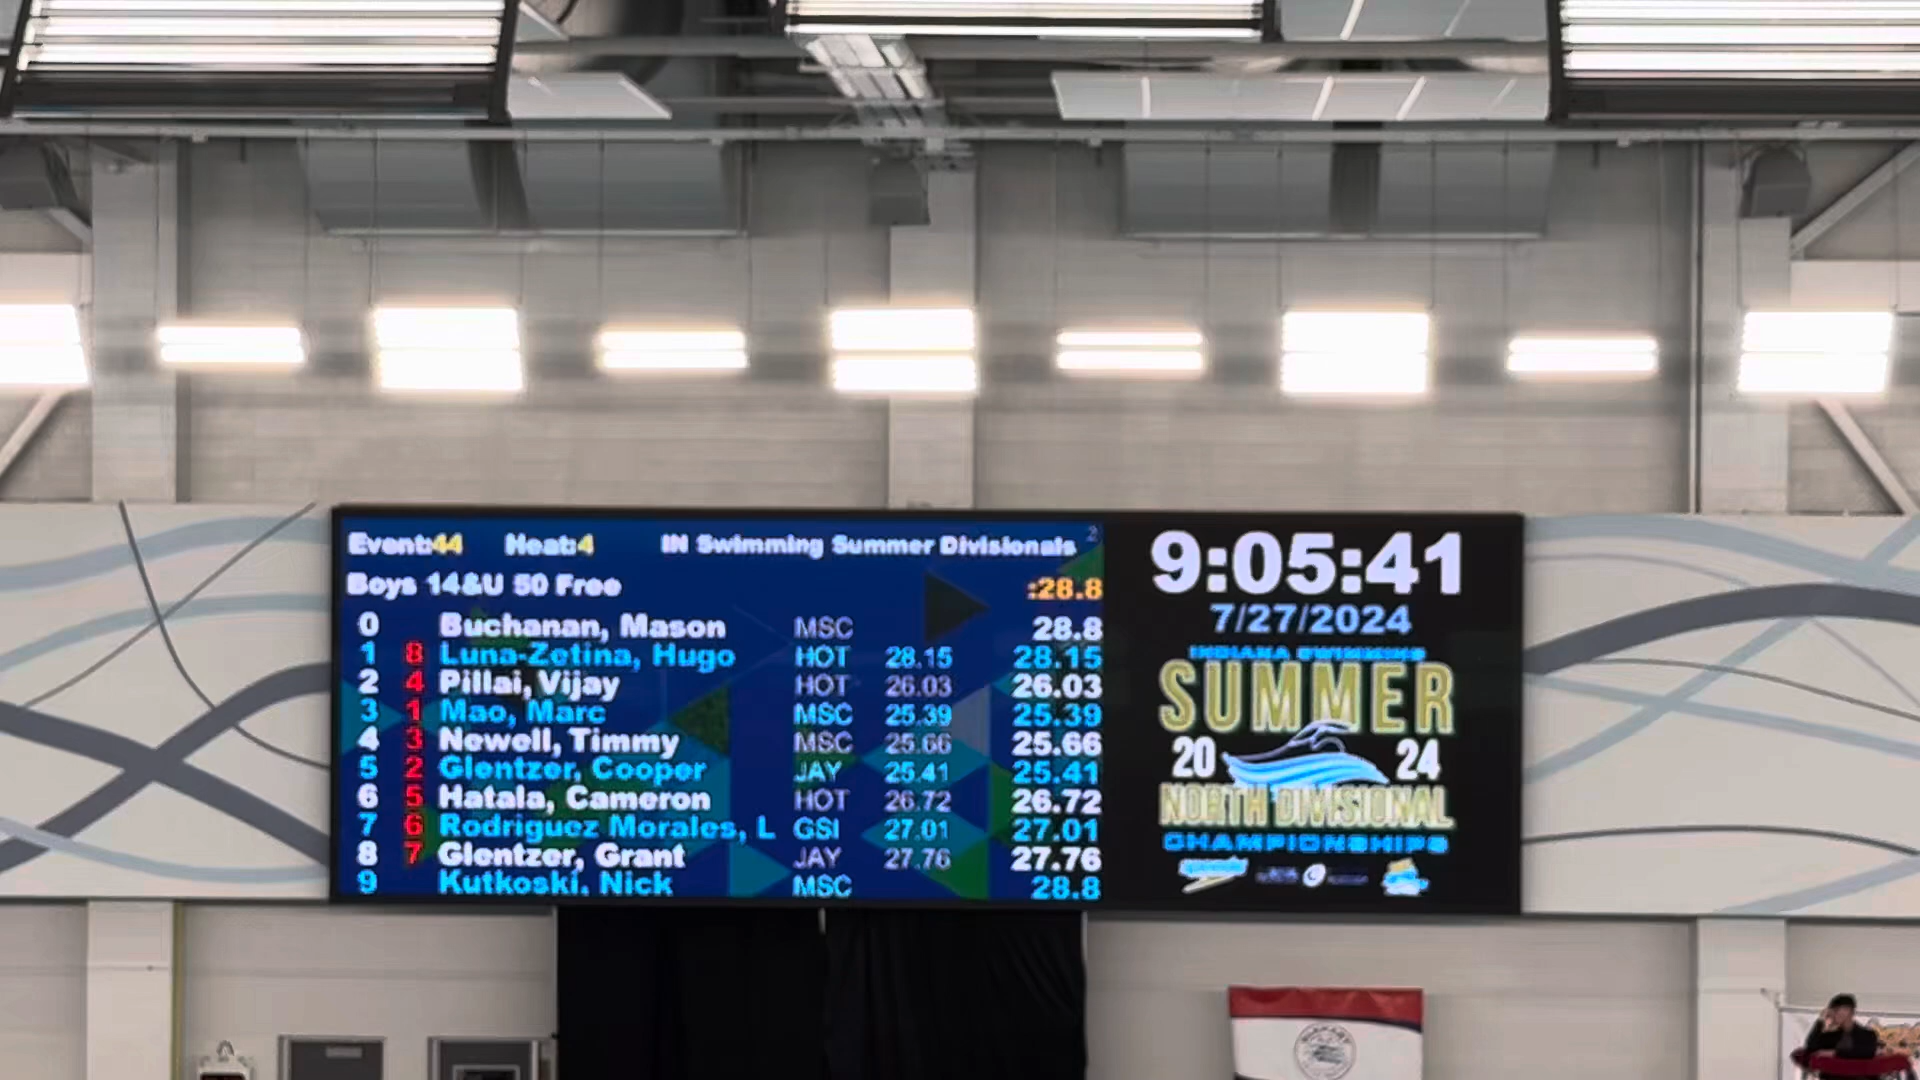 Event:44 Heat:4 IN Swimming Summer Divisionals 2
Boys 14&U 50 Free :28.8
0 Buchanan, Mason MSC 28.8
1 8 Luna-Zetina, Hugo HOT 28.15 28.15
2 4 Pillai, Vijay HOT 26.03 26.03
3 1 Mao, Marc MSC 25.39 25.39
4 3 Newell, Timmy MSC 25.66 25.66
5 2 Glentzer, Cooper JAY 25.41 25.41
6 5 Hatala, Cameron HOT 26.72 26.72
7 6 Rodriguez Morales, L GSI 27.01 27.01
8 7 Glentzer, Grant JAY 27.76 27.76
9 Kutkoski, Nick MSC 28.8
9:05:41
7/27/2024
INDIANA SWIMMING
SUMMER
20 24
NORTH DIVISIONAL
CHAMPIONSHIPS
speedo